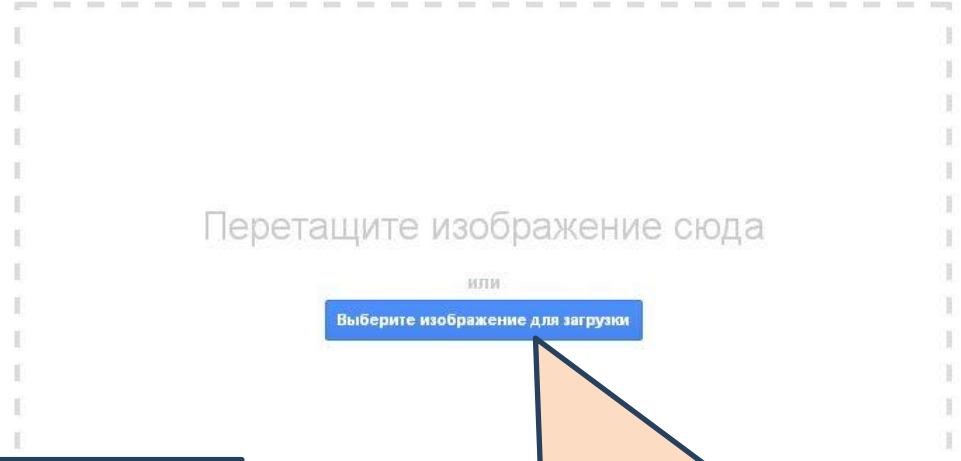 Перетащите изображение сюда
или
Выберите изображение для загрузки